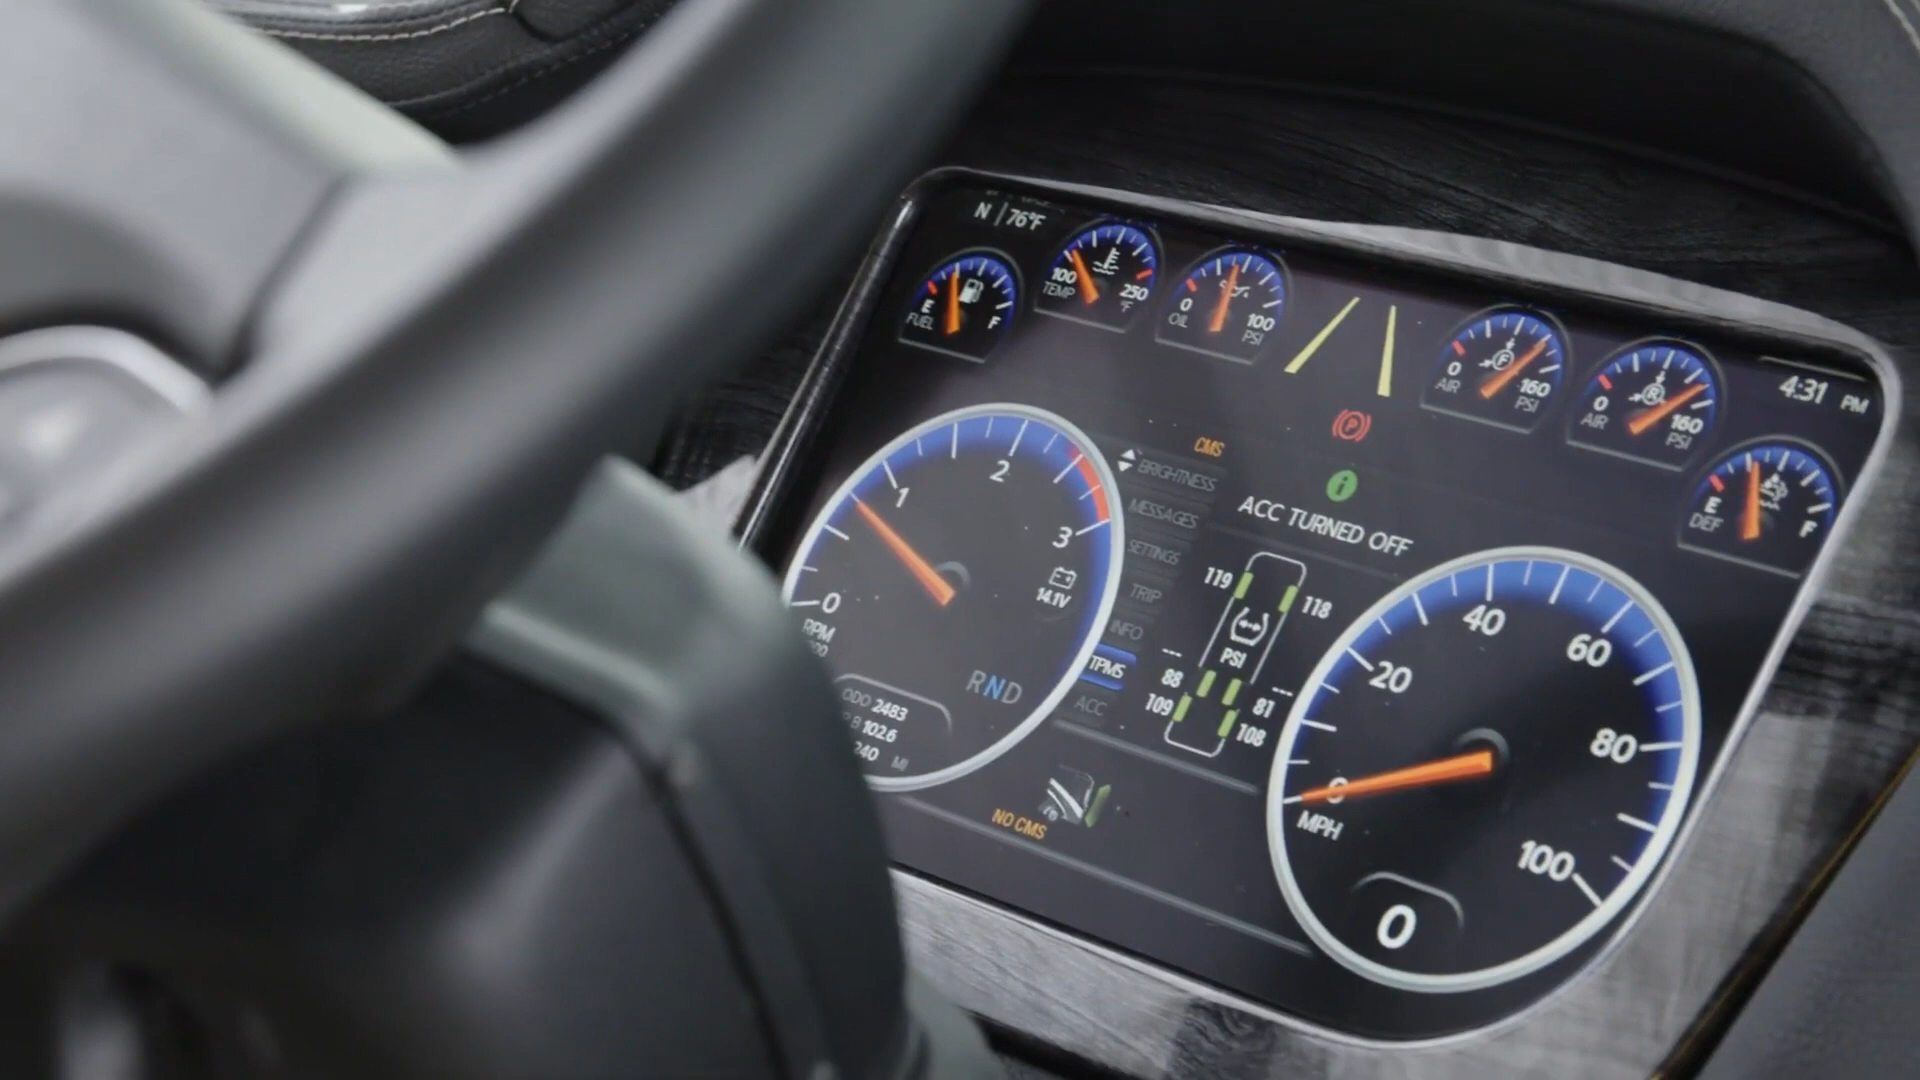 N | 76°F
E F
FUEL
100 250
TEMP °F
0 100
OIL PSI
0 160
AIR F PSI
0 160
AIR R PSI
4:31 PM
E F
DEF
CMS
BRIGHTNESS
MESSAGES
SETTINGS
TRIP
INFO
TPMS
ACC
P
i
ACC TURNED OFF
0 1 2 3
RPM
14.1V
RND
ODO 2483
B 102.6
240 MI
119 118
PSI
--- ---
88 81
109 108
NO CMS
0 20 40 60 80 100
MPH
0